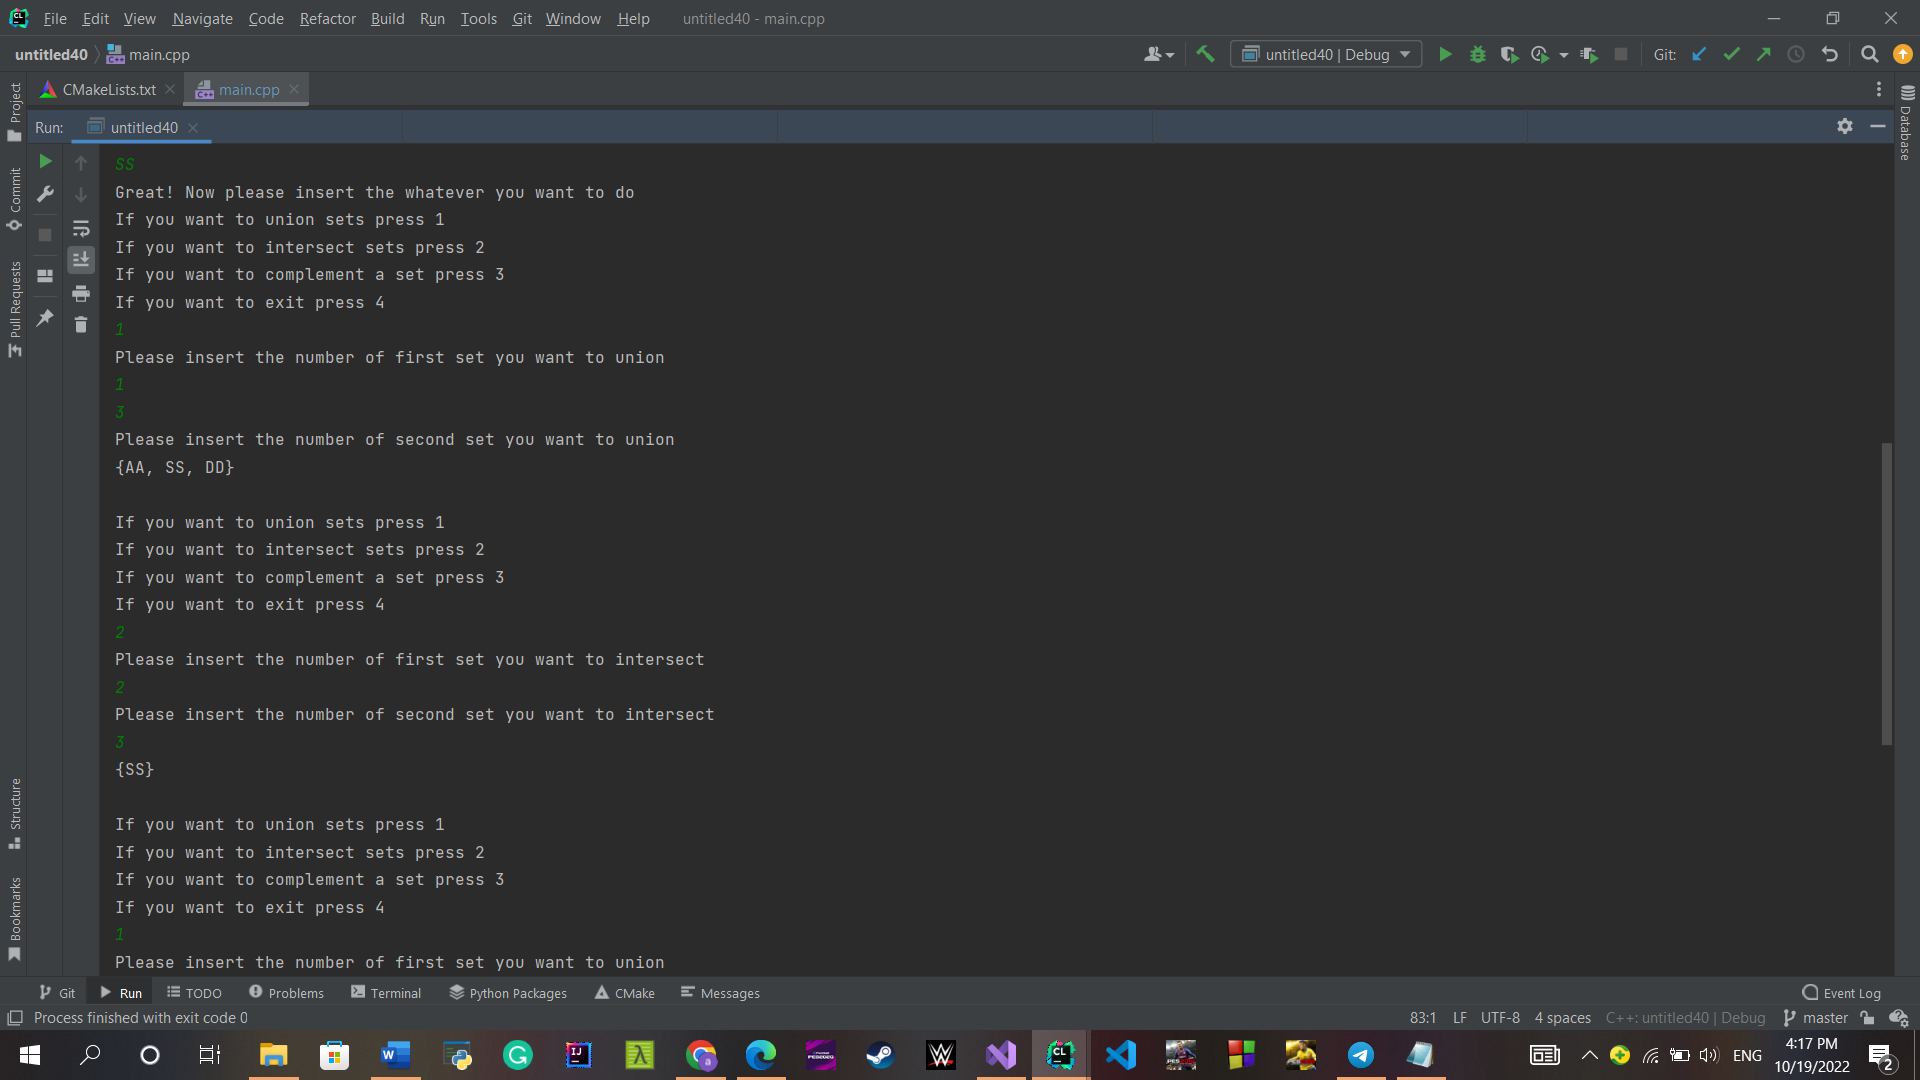 File Edit View Navigate Code Refactor Build Run Tools Git Window Help untitled40 - main.cpp
untitled40 main.cpp untitled40 | Debug Git:
CMakeLists.txt main.cpp
Run: untitled40
Project
Commit
Pull Requests
Structure
Bookmarks
Database
SS
Great! Now please insert the whatever you want to do
If you want to union sets press 1
If you want to intersect sets press 2
If you want to complement a set press 3
If you want to exit press 4
1
Please insert the number of first set you want to union
1
3
Please insert the number of second set you want to union
{AA, SS, DD}
If you want to union sets press 1
If you want to intersect sets press 2
If you want to complement a set press 3
If you want to exit press 4
2
Please insert the number of first set you want to intersect
2
Please insert the number of second set you want to intersect
3
{SS}
If you want to union sets press 1
If you want to intersect sets press 2
If you want to complement a set press 3
If you want to exit press 4
1
Please insert the number of first set you want to union
Git Run TODO Problems Terminal Python Packages CMake Messages Event Log
Process finished with exit code 0 83:1 LF UTF-8 4 spaces C++: untitled40 | Debug master
ENG 4:17 PM
10/19/2022 2